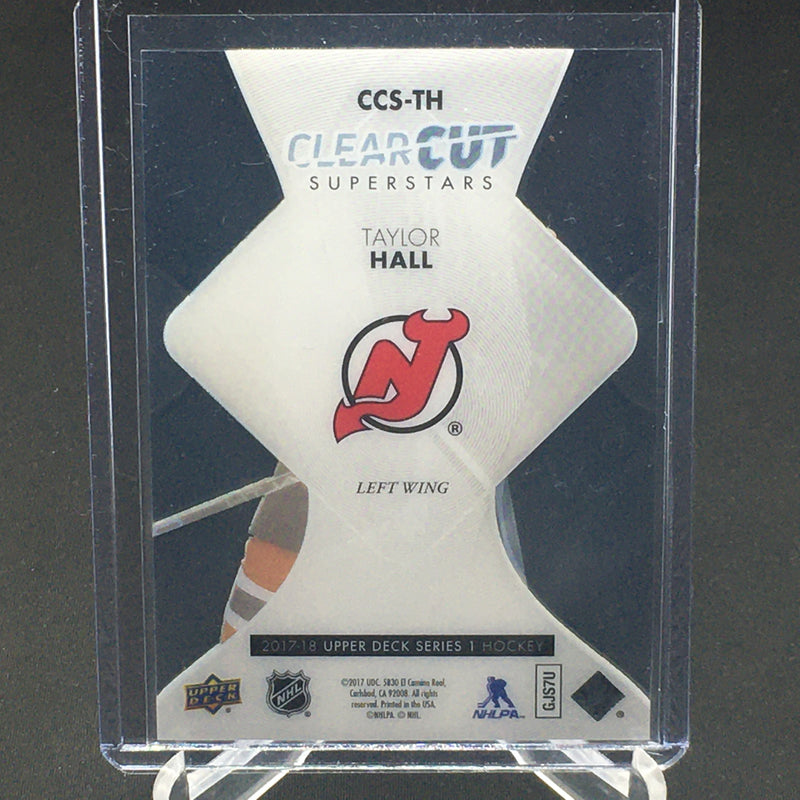 CCS-TH
CLEAR CUT
SUPERSTARS
TAYLOR
HALL
NJ
®
LEFT WING
2017-18 UPPER DECK SERIES 1 HOCKEY
UPPER
DECK
NHL
©2017 UDC. 5830 El Camino Real,
Carlsbad, CA 92008. All rights
reserved. Printed in the USA.
©NHLPA. © NHL.
NHLPA
GJS7U
®